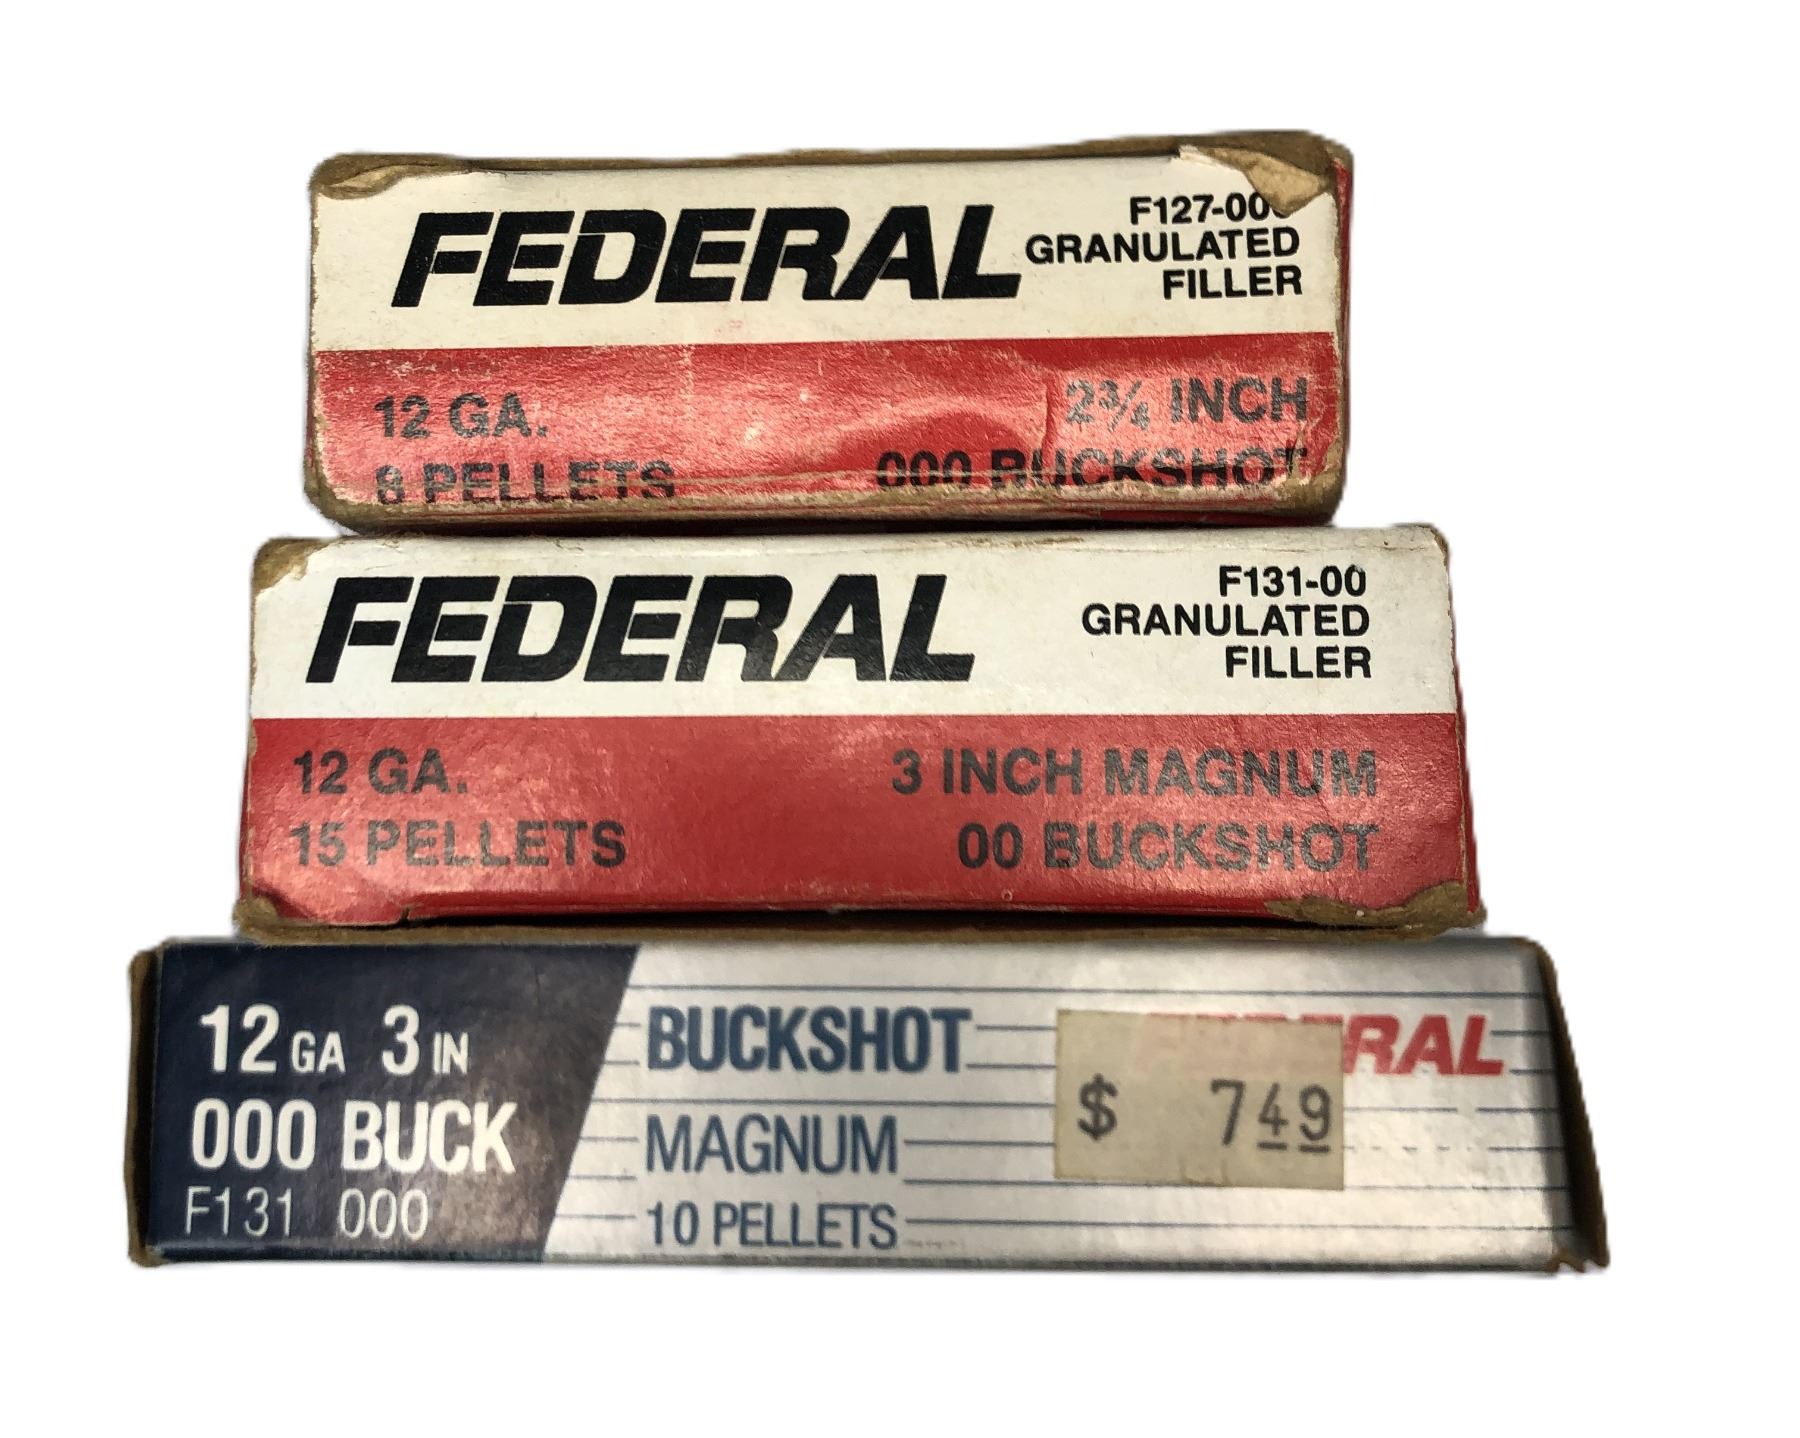 FEDERAL
F127-000
GRANULATED
FILLER
12 GA.
2¾ INCH
8 PELLETS
000 BUCKSHOT
FEDERAL
F131-00
GRANULATED
FILLER
12 GA.
3 INCH MAGNUM
15 PELLETS
00 BUCKSHOT
12 GA 3 IN
000 BUCK
F131 000
BUCKSHOT
MAGNUM
10 PELLETS
FEDERAL
$ 749